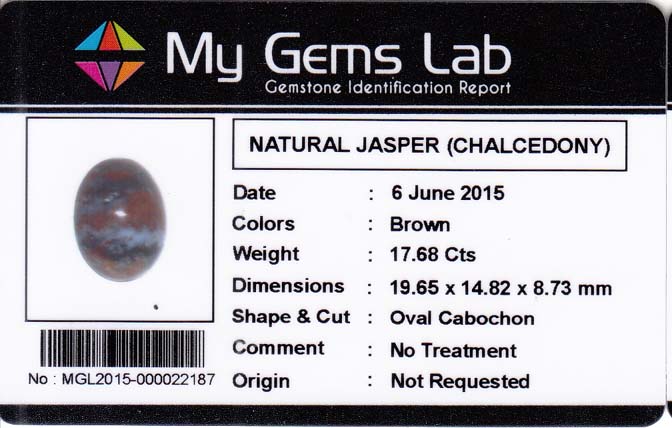 My Gems Lab
Gemstone Identification Report
NATURAL JASPER (CHALCEDONY)
Date : 6 June 2015
Colors : Brown
Weight : 17.68 Cts
Dimensions : 19.65 x 14.82 x 8.73 mm
Shape & Cut : Oval Cabochon
Comment : No Treatment
Origin : Not Requested
No : MGL2015-000022187